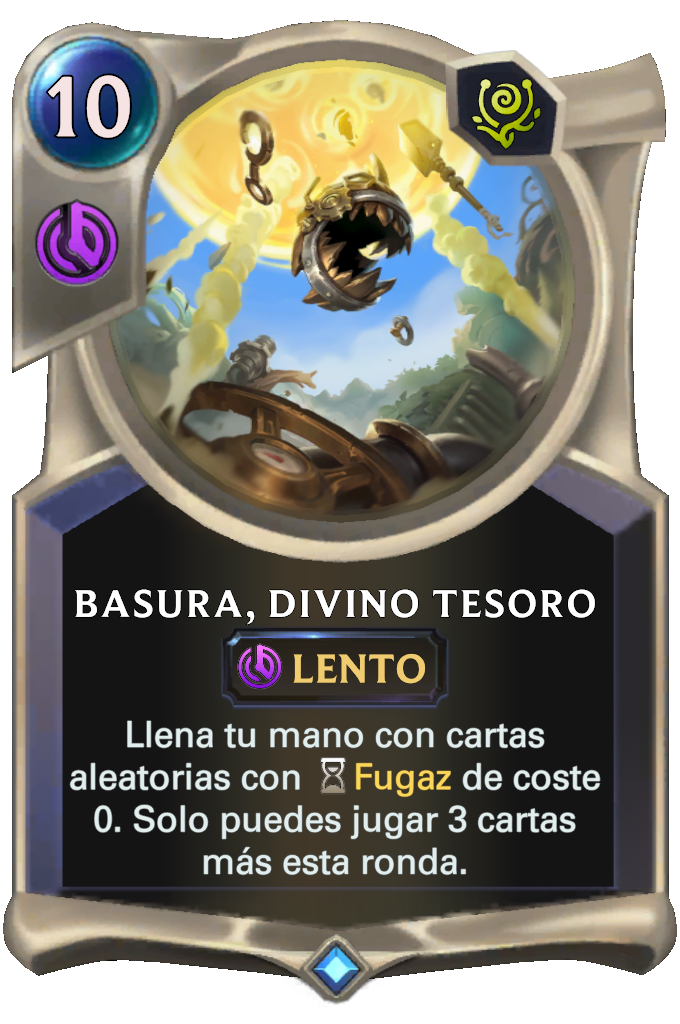 10
BASURA, DIVINO TESORO
LENTO
Llena tu mano con cartas
aleatorias con Fugaz de coste
0. Solo puedes jugar 3 cartas
más esta ronda.